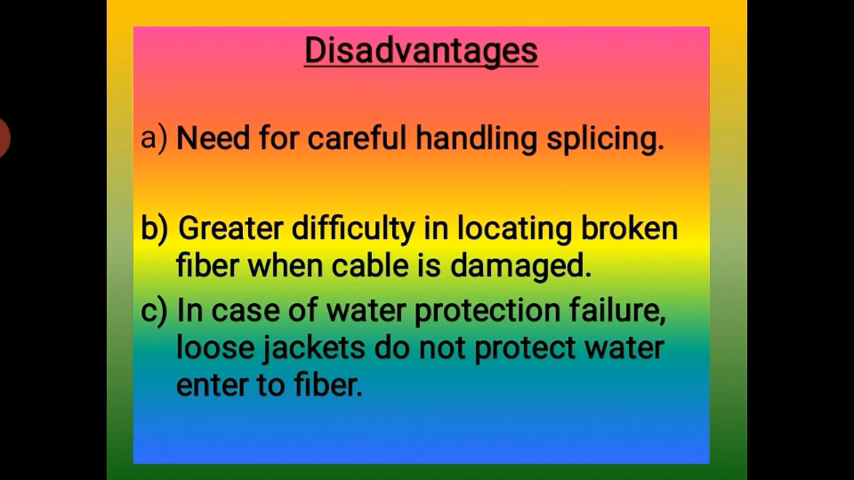 Disadvantages
a) Need for careful handling splicing.
b) Greater difficulty in locating broken
fiber when cable is damaged.
c) In case of water protection failure,
loose jackets do not protect water
enter to fiber.